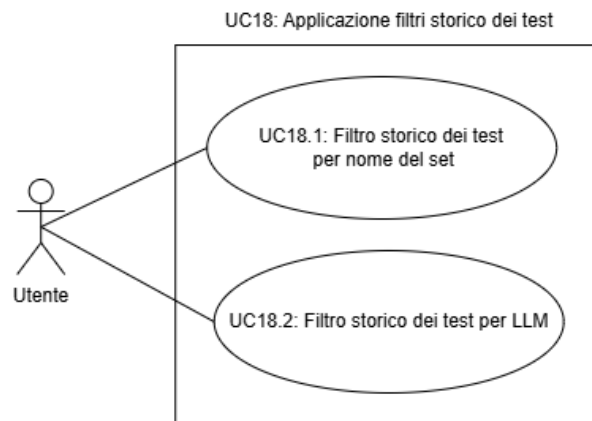 UC18: Applicazione filtri storico dei test
UC18.1: Filtro storico dei test
per nome del set
Utente
UC18.2: Filtro storico dei test per LLM